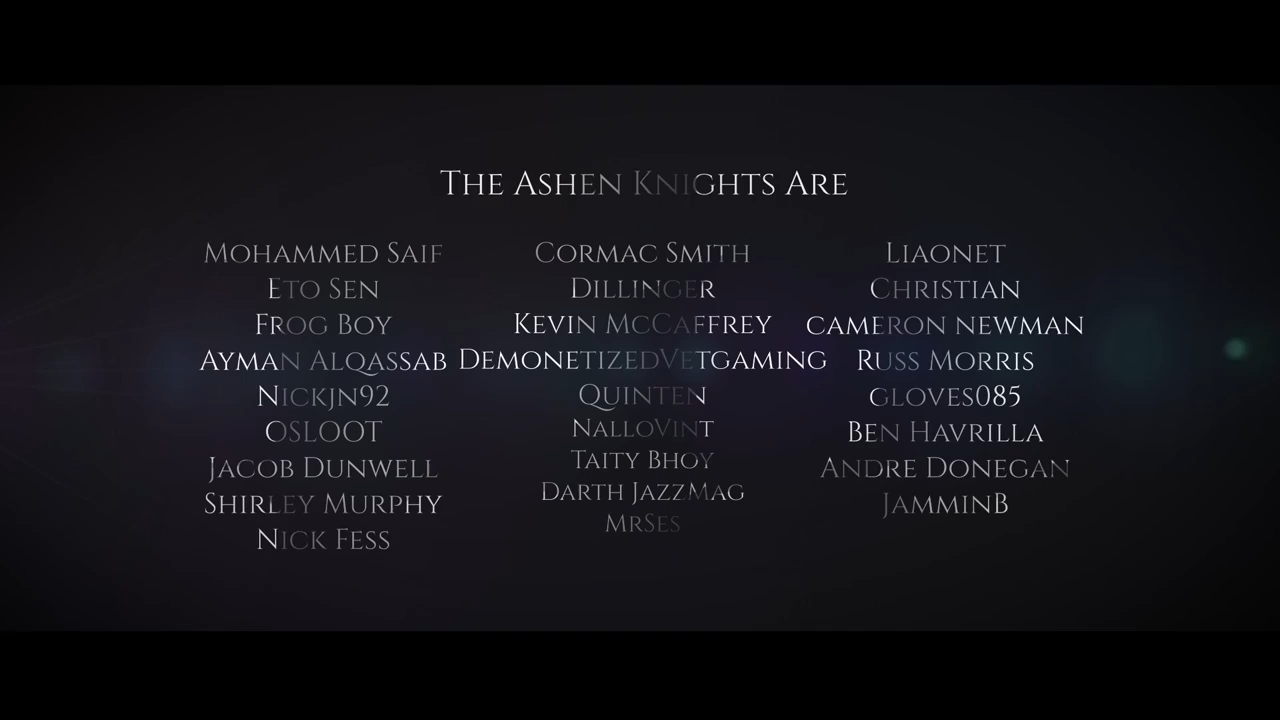 The Ashen Knights Are
Mohammed Saif
Eto Sen
Frog Boy
Ayman Alqassab
Nickjn92
OSLOOT
Jacob Dunwell
Shirley Murphy
Nick Fess
Cormac Smith
Dillinger
Kevin McCaffrey
DemonetizedVetgaming
Quinten
NalloVint
Taity Bhoy
Darth JazzMag
MrSes
Liaonet
Christian
cameron newman
Russ Morris
gloves085
Ben Havrilla
Andre Donegan
JamminB